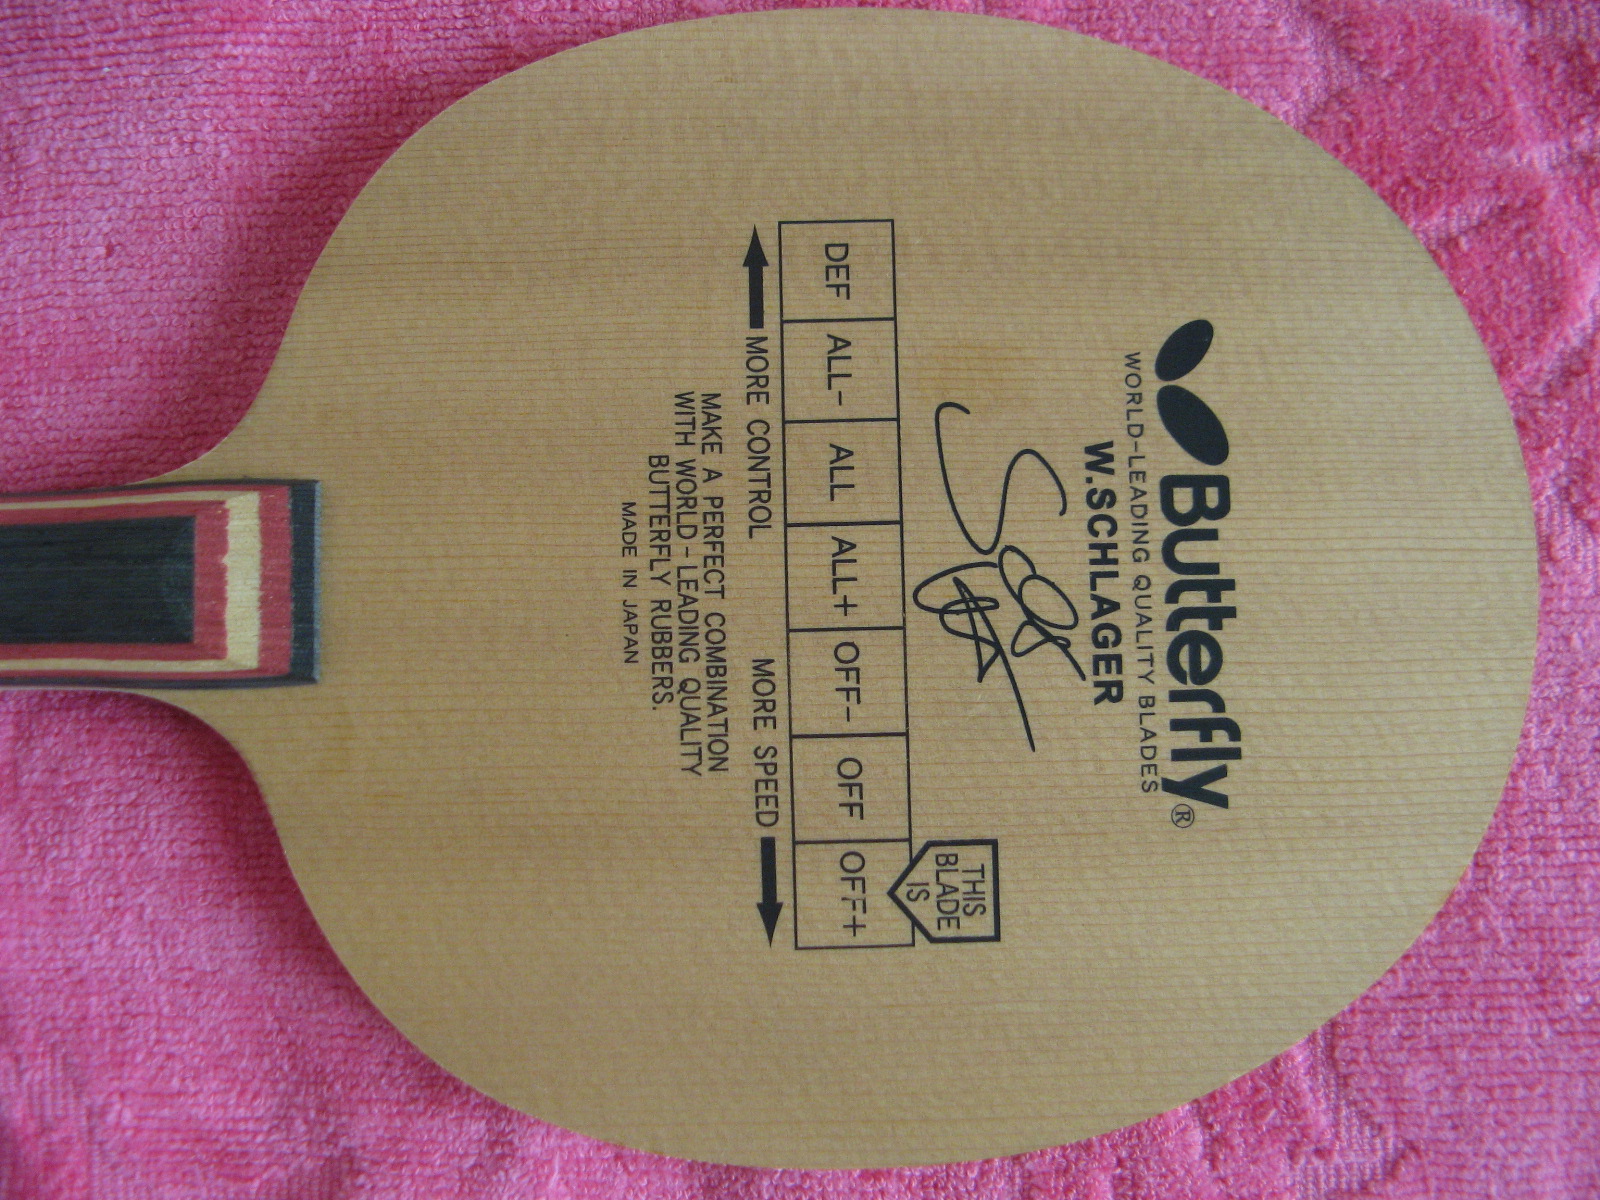 Butterfly®
WORLD-LEADING QUALITY BLADES
W.SCHLAGER
THIS
BLADE
IS
DEF ALL- ALL ALL+ OFF- OFF OFF+
MORE CONTROL MORE SPEED
MAKE A PERFECT COMBINATION
WITH WORLD-LEADING QUALITY
BUTTERFLY RUBBERS.
MADE IN JAPAN